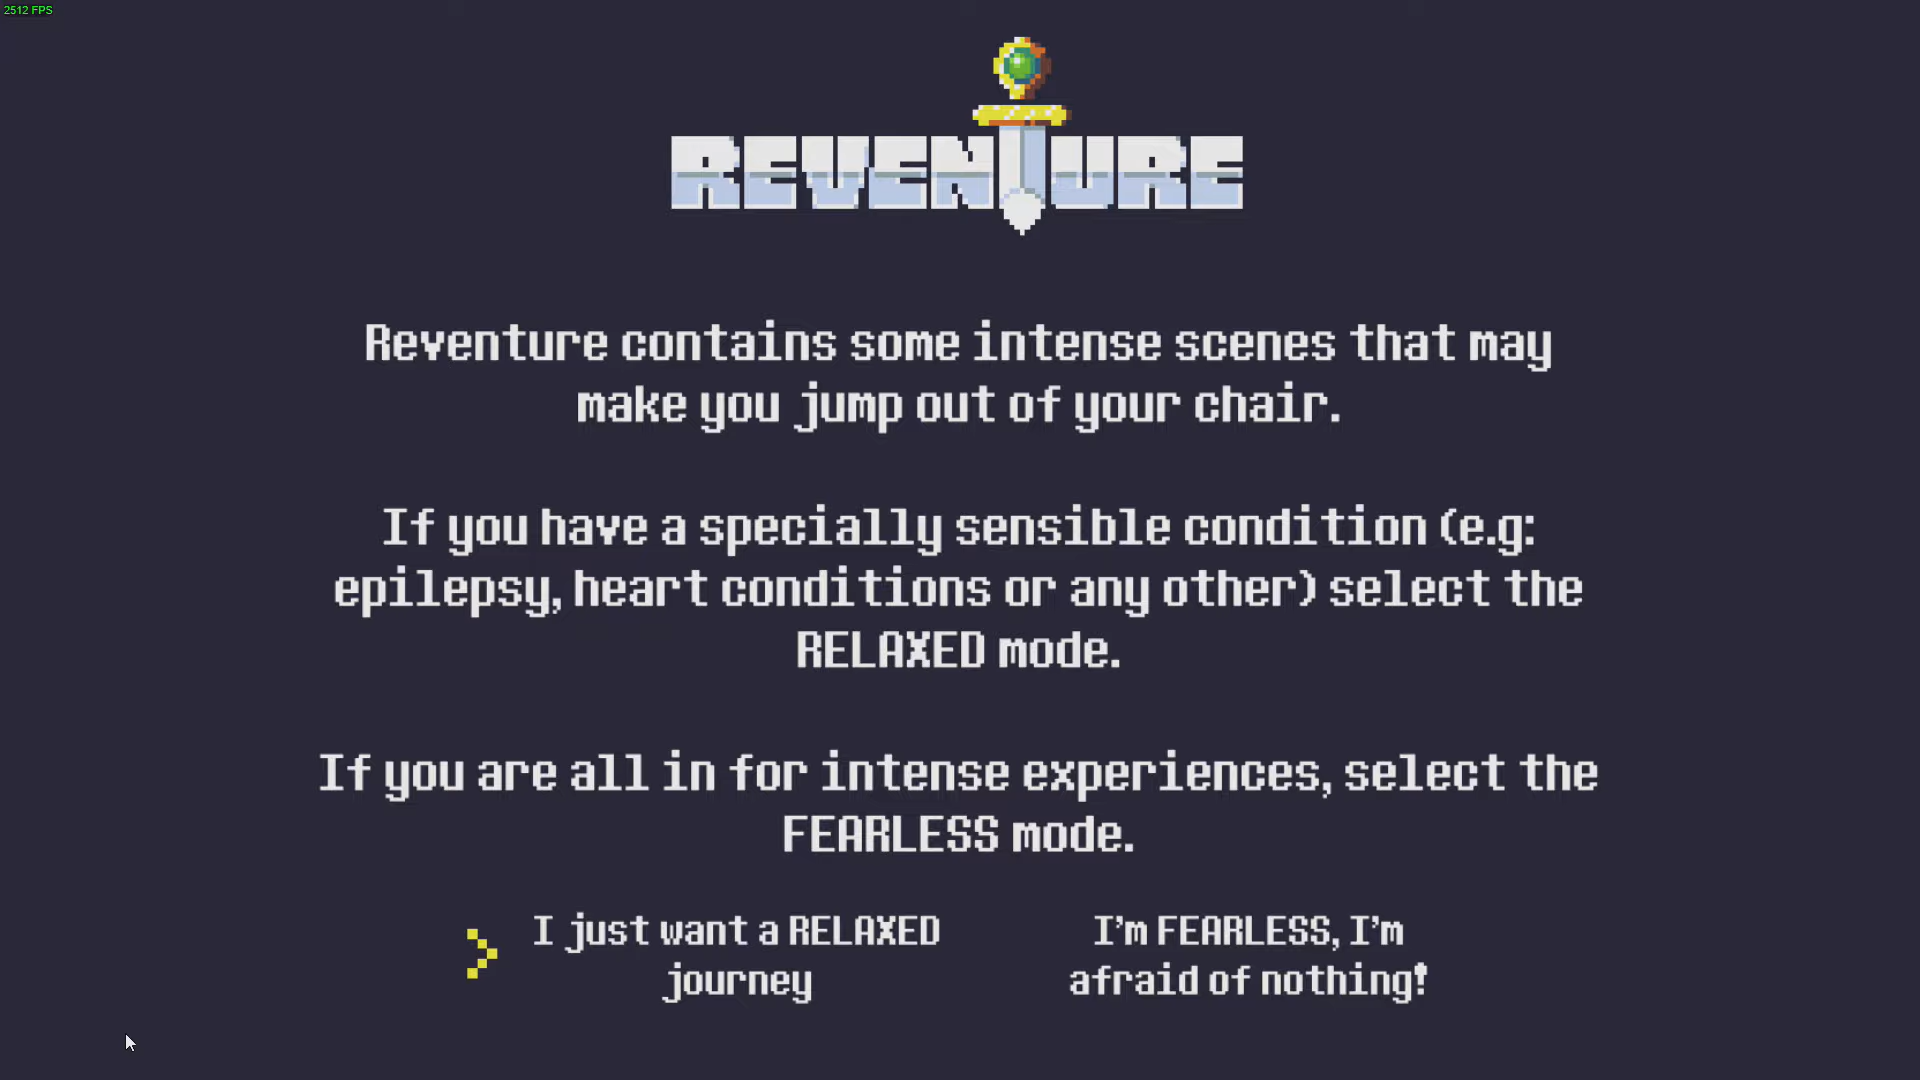 2512 FPS
REVENTURE
Reventure contains some intense scenes that may
make you jump out of your chair.
If you have a specially sensible condition (e.g:
epilepsy, heart conditions or any other) select the
RELAXED mode.
If you are all in for intense experiences, select the
FEARLESS mode.
I just want a RELAXED
journey
I'm FEARLESS, I'm
afraid of nothing!